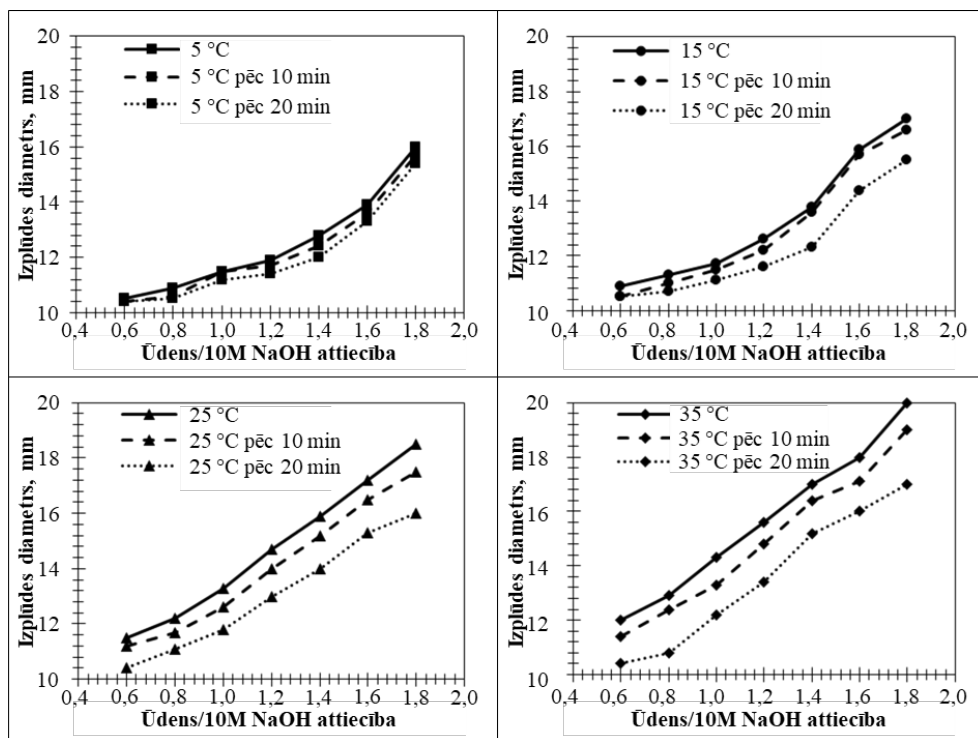 20
18
16
14
12
10
Izplūdes diametrs, mm
5 °C
5 °C pēc 10 min
5 °C pēc 20 min
0,4 0,6 0,8 1,0 1,2 1,4 1,6 1,8 2,0
Ūdens/10M NaOH attiecība
20
18
16
14
12
10
Izplūdes diametrs, mm
15 °C
15 °C pēc 10 min
15 °C pēc 20 min
0,4 0,6 0,8 1,0 1,2 1,4 1,6 1,8 2,0
Ūdens/10M NaOH attiecība
20
18
16
14
12
10
Izplūdes diametrs, mm
25 °C
25 °C pēc 10 min
25 °C pēc 20 min
0,4 0,6 0,8 1,0 1,2 1,4 1,6 1,8 2,0
Ūdens/10M NaOH attiecība
20
18
16
14
12
10
Izplūdes diametrs, mm
35 °C
35 °C pēc 10 min
35 °C pēc 20 min
0,4 0,6 0,8 1,0 1,2 1,4 1,6 1,8 2,0
Ūdens/10M NaOH attiecība